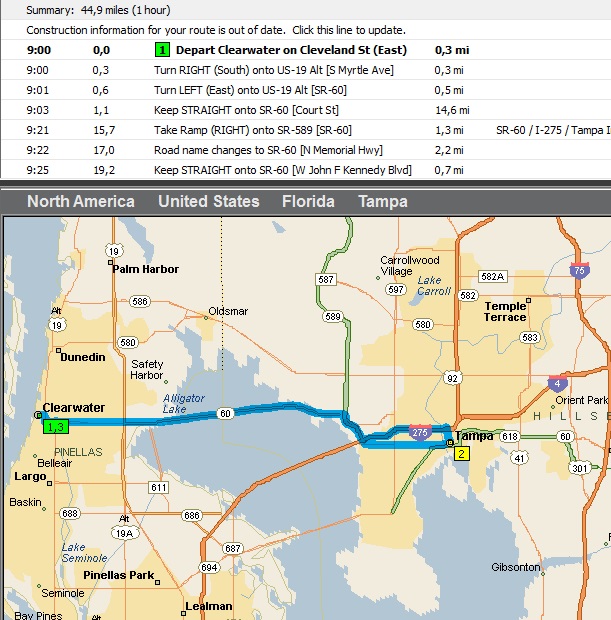 Summary: 44,9 miles (1 hour)
Construction information for your route is out of date. Click this line to update.
9:00 0,0 1 Depart Clearwater on Cleveland St (East) 0,3 mi
9:00 0,3 Turn RIGHT (South) onto US-19 Alt [S Myrtle Ave] 0,3 mi
9:01 0,6 Turn LEFT (East) onto US-19 Alt [SR-60] 0,5 mi
9:03 1,1 Keep STRAIGHT onto SR-60 [Court St] 14,6 mi
9:21 15,7 Take Ramp (RIGHT) onto SR-589 [SR-60] 1,3 mi SR-60 / I-275 / Tampa I
9:22 17,0 Road name changes to SR-60 [N Memorial Hwy] 2,2 mi
9:25 19,2 Keep STRAIGHT onto SR-60 [W John F Kennedy Blvd] 0,7 mi
North America United States Florida Tampa
19
Palm Harbor
Carrollwood
Village
75
587
582A
597
Lake
Carroll
586
582
Temple
Terrace
Alt
19
Oldsmar
589
580
583
580
Dunedin
Safety
Harbor
92
4
Alligator
Lake
Orient Park
Clearwater
60
HILLSE
1,3
275
Tampa
618
60
PINELLAS
2
41
Belleair
301
Largo
611
Baskin
688
686
Alt
19A
Lake
Seminole
687
694
Gibsonton
Pinellas Park
Seminole
Lealman
Bay Pines